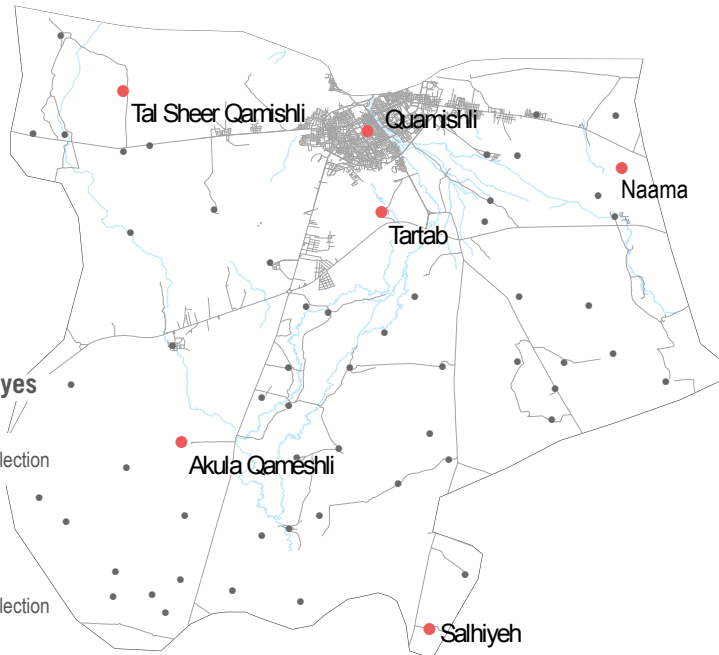 Tal Sheer Qamishli
Quamishli
Naama
Tartab
yes
Akula Qameshli
lection
lection
Salhiyeh